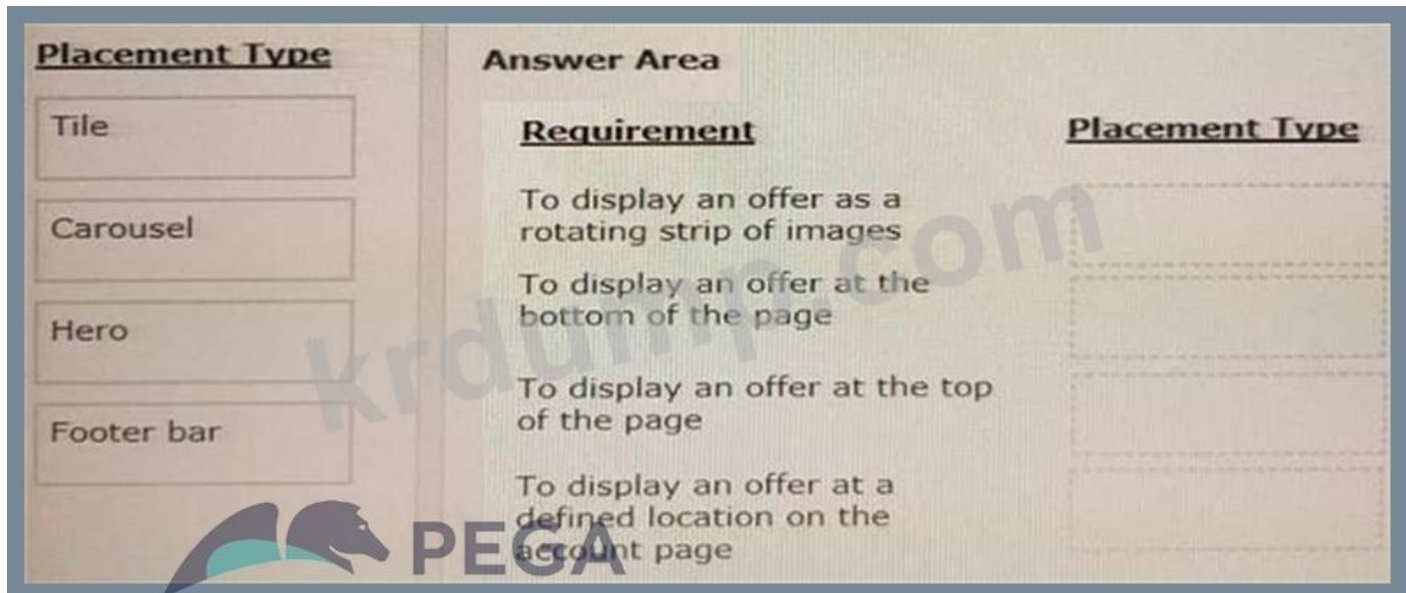 Placement Type
Tile
Carousel
Hero
Footer bar
Answer Area
Requirement
Placement Type
To display an offer as a
rotating strip of images
To display an offer at the
bottom of the page
To display an offer at the top
of the page
To display an offer at a
defined location on the
account page
krdump.com
PEGA